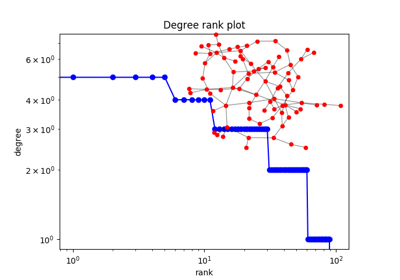 Degree rank plot
6 × 10⁰
4 × 10⁰
3 × 10⁰
2 × 10⁰
10⁰
degree
10⁰ 10¹ 10²
rank